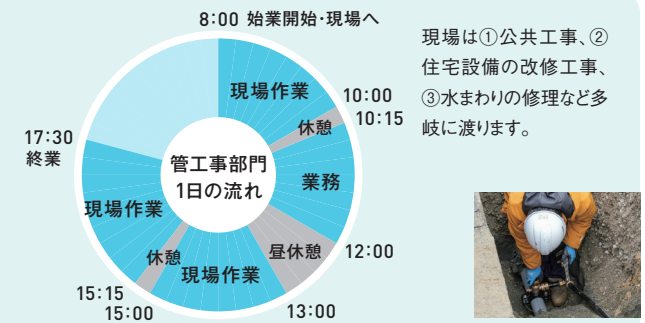 8:00 始業開始・現場へ
現場作業
10:00
休憩
10:15
業務
12:00
昼休憩
13:00
現場作業
15:00
休憩
15:15
現場作業
17:30
終業
管工事部門
1日の流れ
現場は①公共工事、②
住宅設備の改修工事、
③水まわりの修理など多
岐に渡ります。